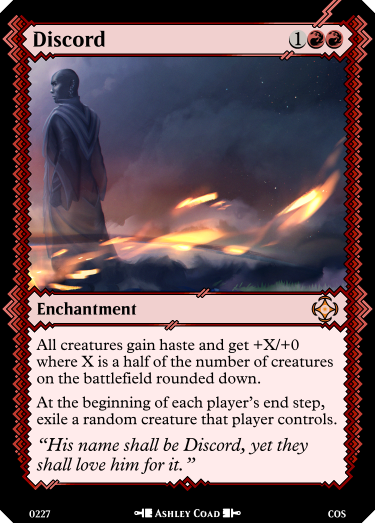 Discord 1
Enchantment
All creatures gain haste and get +X/+0
where X is a half of the number of creatures
on the battlefield rounded down.
At the beginning of each player's end step,
exile a random creature that player controls.
“His name shall be Discord, yet they
shall love him for it.”
0227 Ashley Coad COS